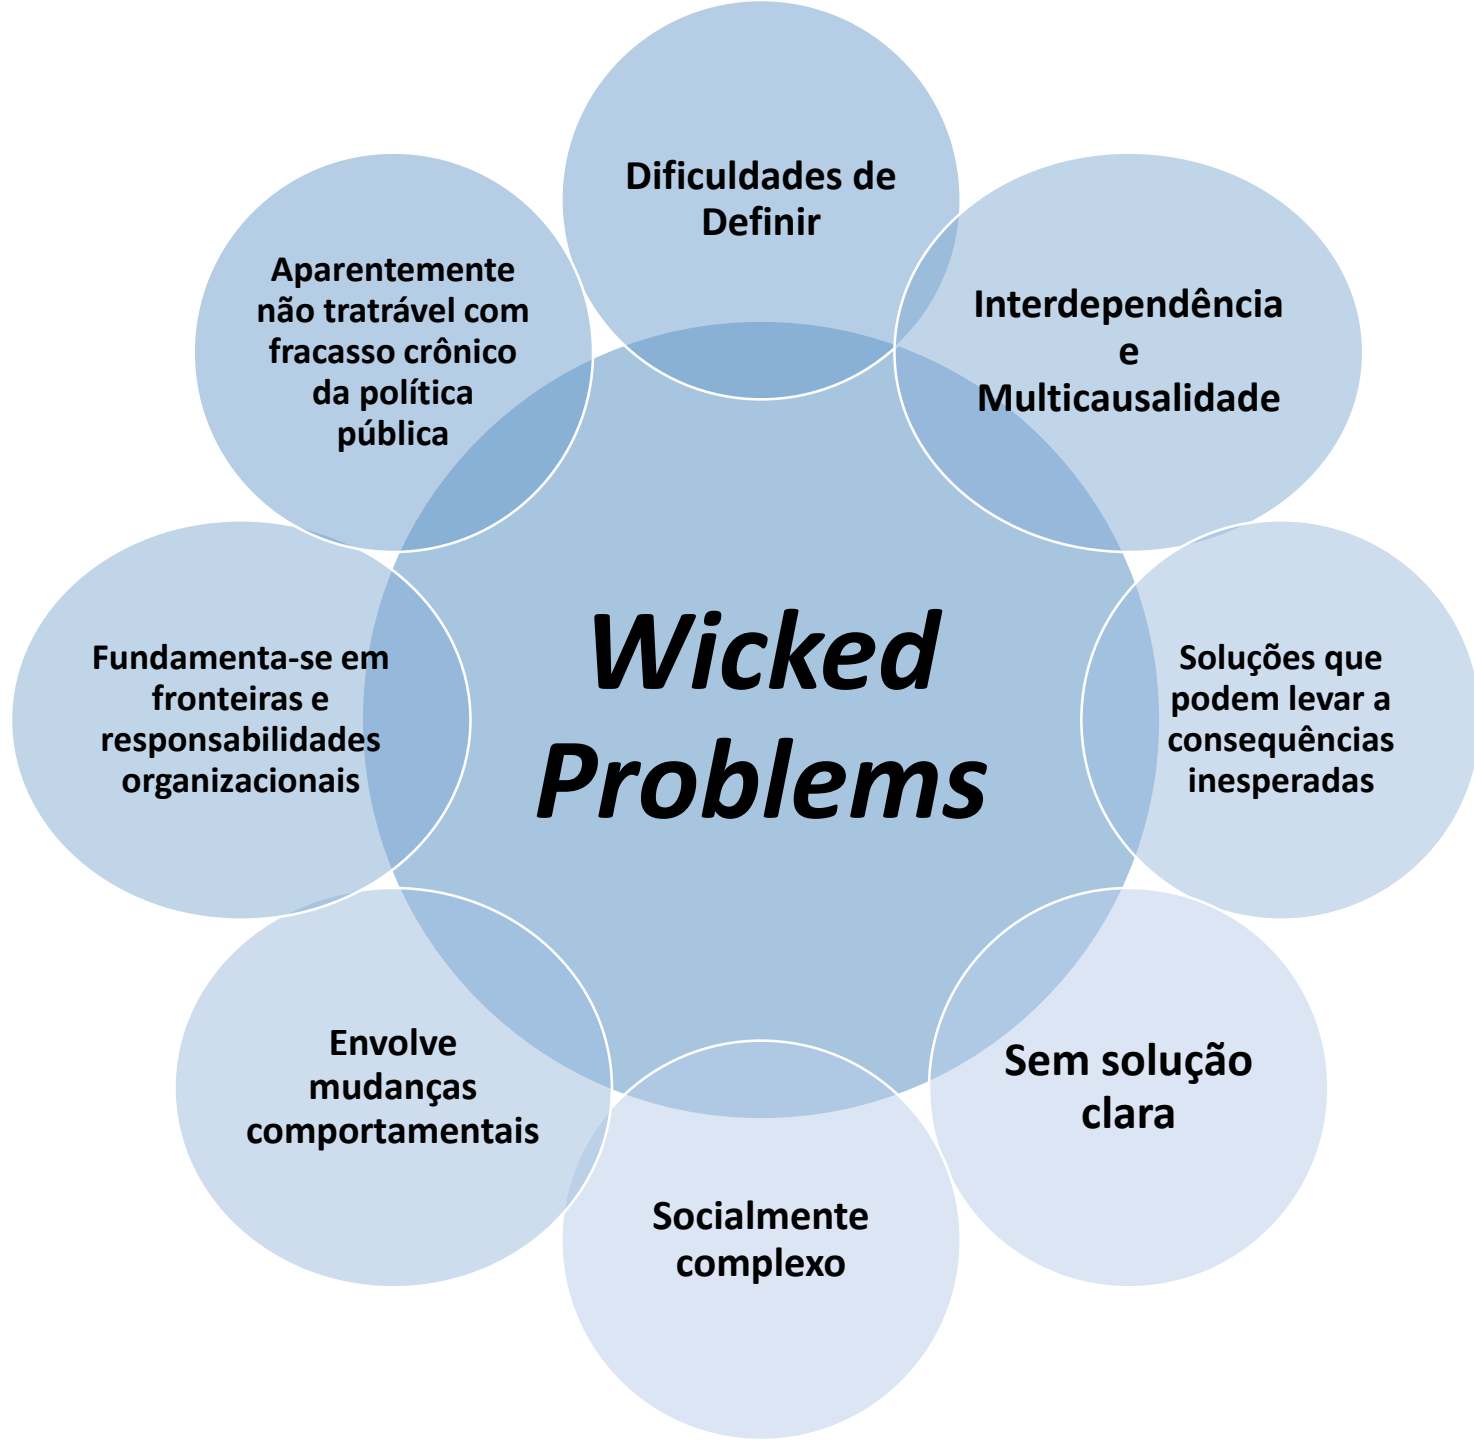 Dificuldades de
Definir
Interdependência
e
Multicausalidade
Soluções que
podem levar a
consequências
inesperadas
Sem solução
clara
Socialmente
complexo
Envolve
mudanças
comportamentais
Fundamenta-se em
fronteiras e
responsabilidades
organizacionais
Aparentemente
não tratrável com
fracasso crônico
da política
pública
Wicked
Problems